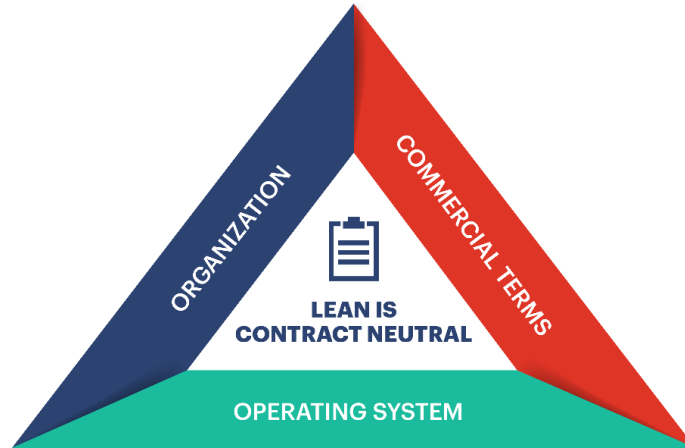 ORGANIZATION
COMMERCIAL TERMS
LEAN IS
CONTRACT NEUTRAL
OPERATING SYSTEM